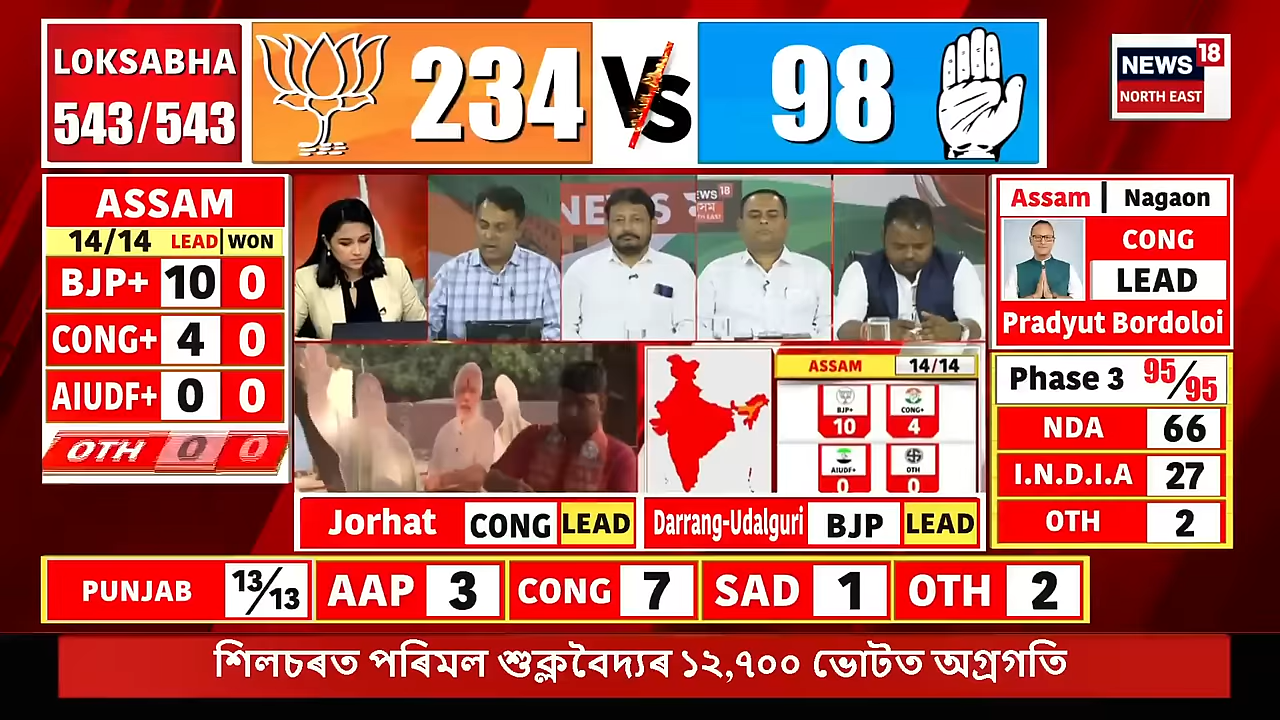 LOKSABHA
543/543
234 Vs 98
NEWS 18
NORTH EAST
ASSAM
14/14 LEAD WON
BJP+ 10 0
CONG+ 4 0
AIUDF+ 0 0
OTH 0 0
Assam | Nagaon
CONG
LEAD
Pradyut Bordoloi
Phase 3 95/95
NDA 66
I.N.D.I.A 27
OTH 2
ASSAM 14/14
BJP+ CONG+
10 4
AIUDF+ OTH
0 0
Jorhat CONG LEAD
Darrang-Udalguri BJP LEAD
PUNJAB 13/13 AAP 3 CONG 7 SAD 1 OTH 2
শিলচৰত পৰিমল শুক্লবৈদ্যৰ ১২,৭০০ ভোটত অগ্ৰগতি